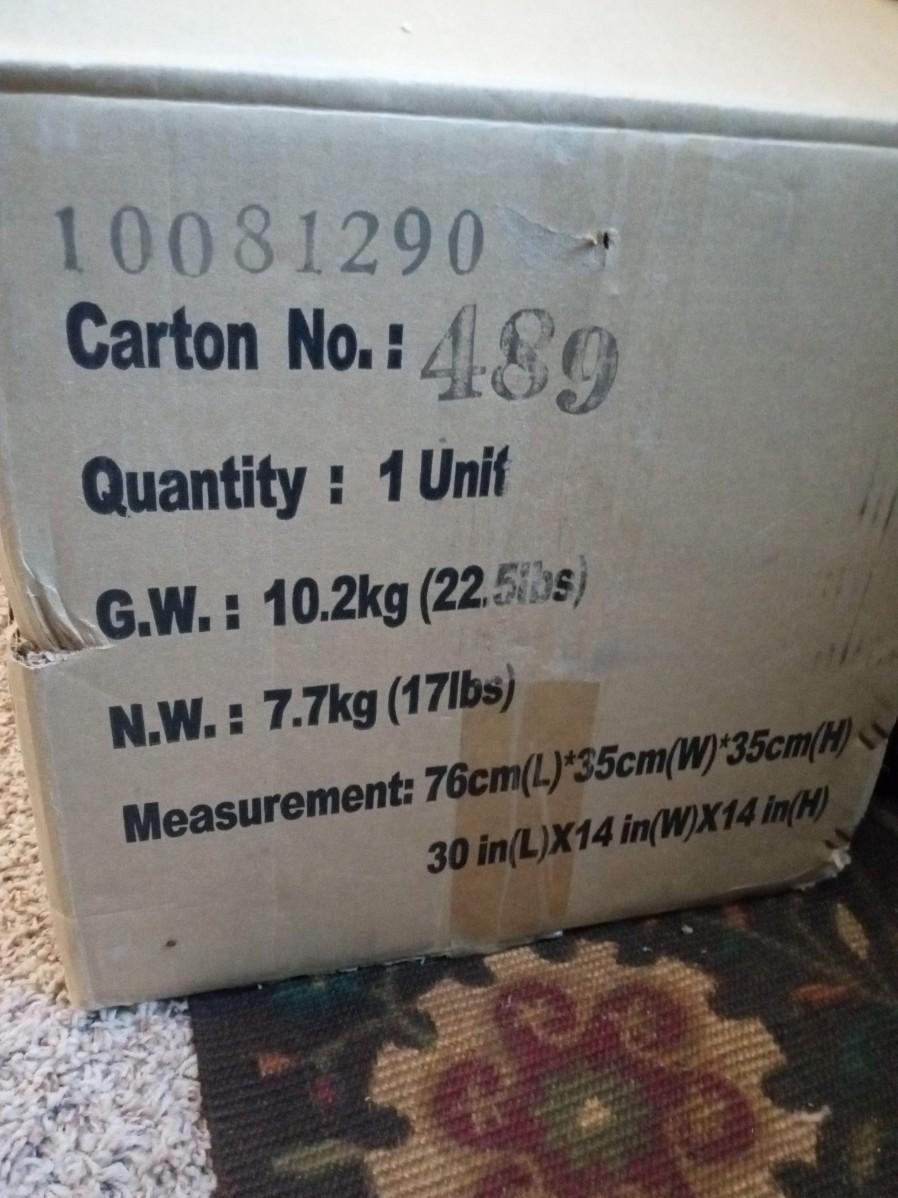 10081290
Carton No.: 489
Quantity : 1 Unit
G.W. : 10.2kg (22.5lbs)
N.W. : 7.7kg (17lbs)
Measurement: 76cm(L)*35cm(W)*35cm(H)
30 in(L)X14 in(W)X14 in(H)